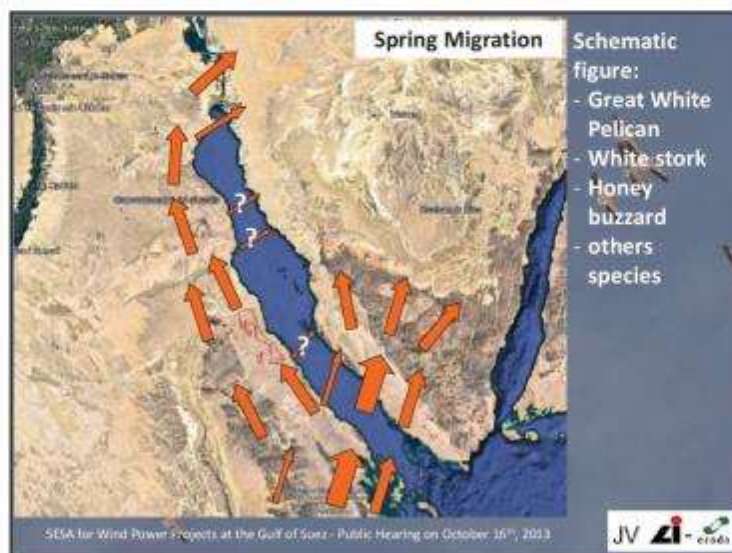 Spring Migration
Schematic
figure:
- Great White
Pelican
- White stork
- Honey
buzzard
- others
species
?
?
?
SESA for Wind Power Projects at the Gulf of Suez - Public Hearing on October 16th, 2013
JV